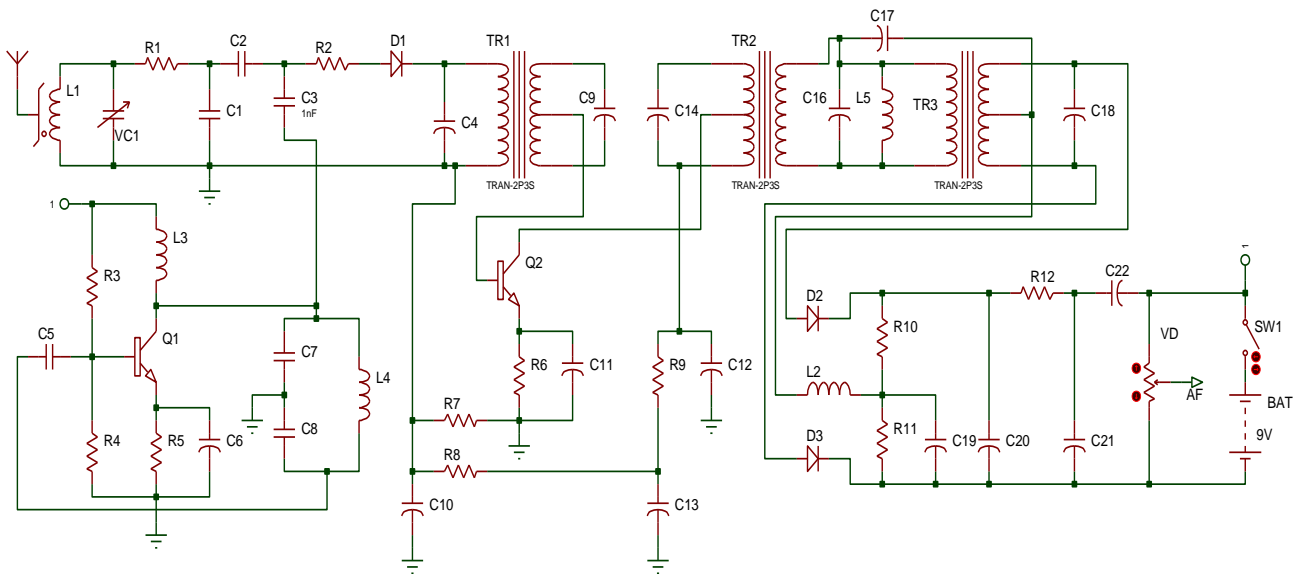 C17
R1
C2
R2
D1
TR1
TR2
L1
VC1
C1
C3
1nF
C4
C9
C14
C16
L5
TR3
C18
TRAN-2P3S
TRAN-2P3S
TRAN-2P3S
1
L3
R3
C5
Q1
R4
R5
C6
C7
C8
L4
Q2
R6
C11
R7
R8
C10
R9
C12
C13
D2
R10
L2
R11
D3
C19
C20
C21
R12
C22
1
VD
AF
SW1
BAT
9V